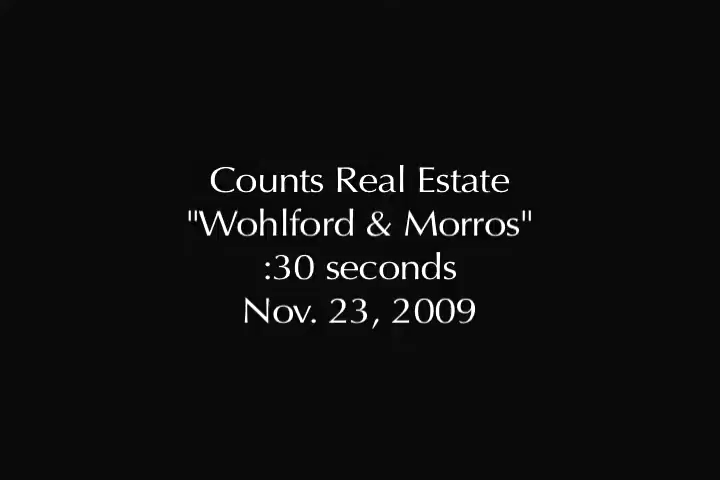 Counts Real Estate
"Wohlford & Morros"
:30 seconds
Nov. 23, 2009